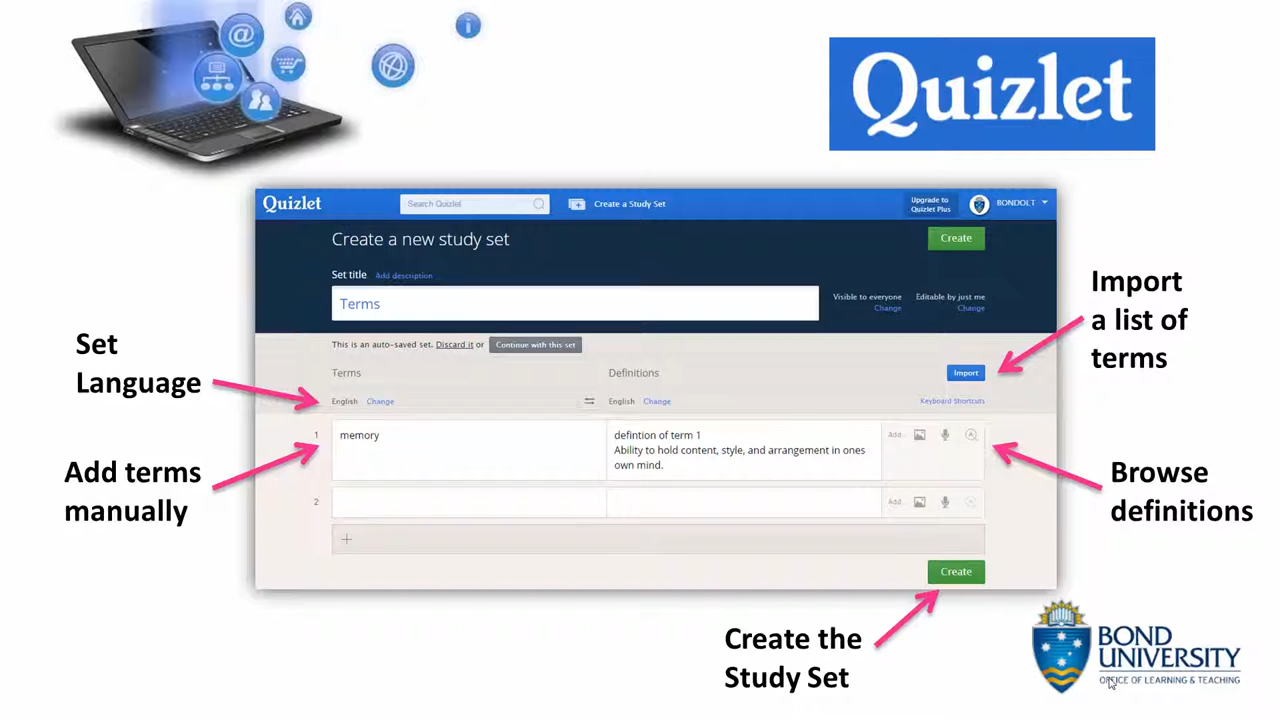 Quizlet
Quizlet
Search Quizlet
Create a Study Set
Upgrade to
Quizlet Plus
BONDOLT
Create a new study set
Create
Set title Add description
Terms
Visible to everyone
Change
Editable by just me
Change
Import
a list of
terms
This is an auto-saved set. Discard it or Continue with this set
Set
Language
Terms
Definitions
Import
English Change
English Change
Keyboard Shortcuts
1
memory
defintion of term 1
Ability to hold content, style, and arrangement in ones
own mind.
Add
Add terms
manually
Browse
definitions
2
Add
+
Create
Create the
Study Set
BOND
UNIVERSITY
OFFICE OF LEARNING & TEACHING